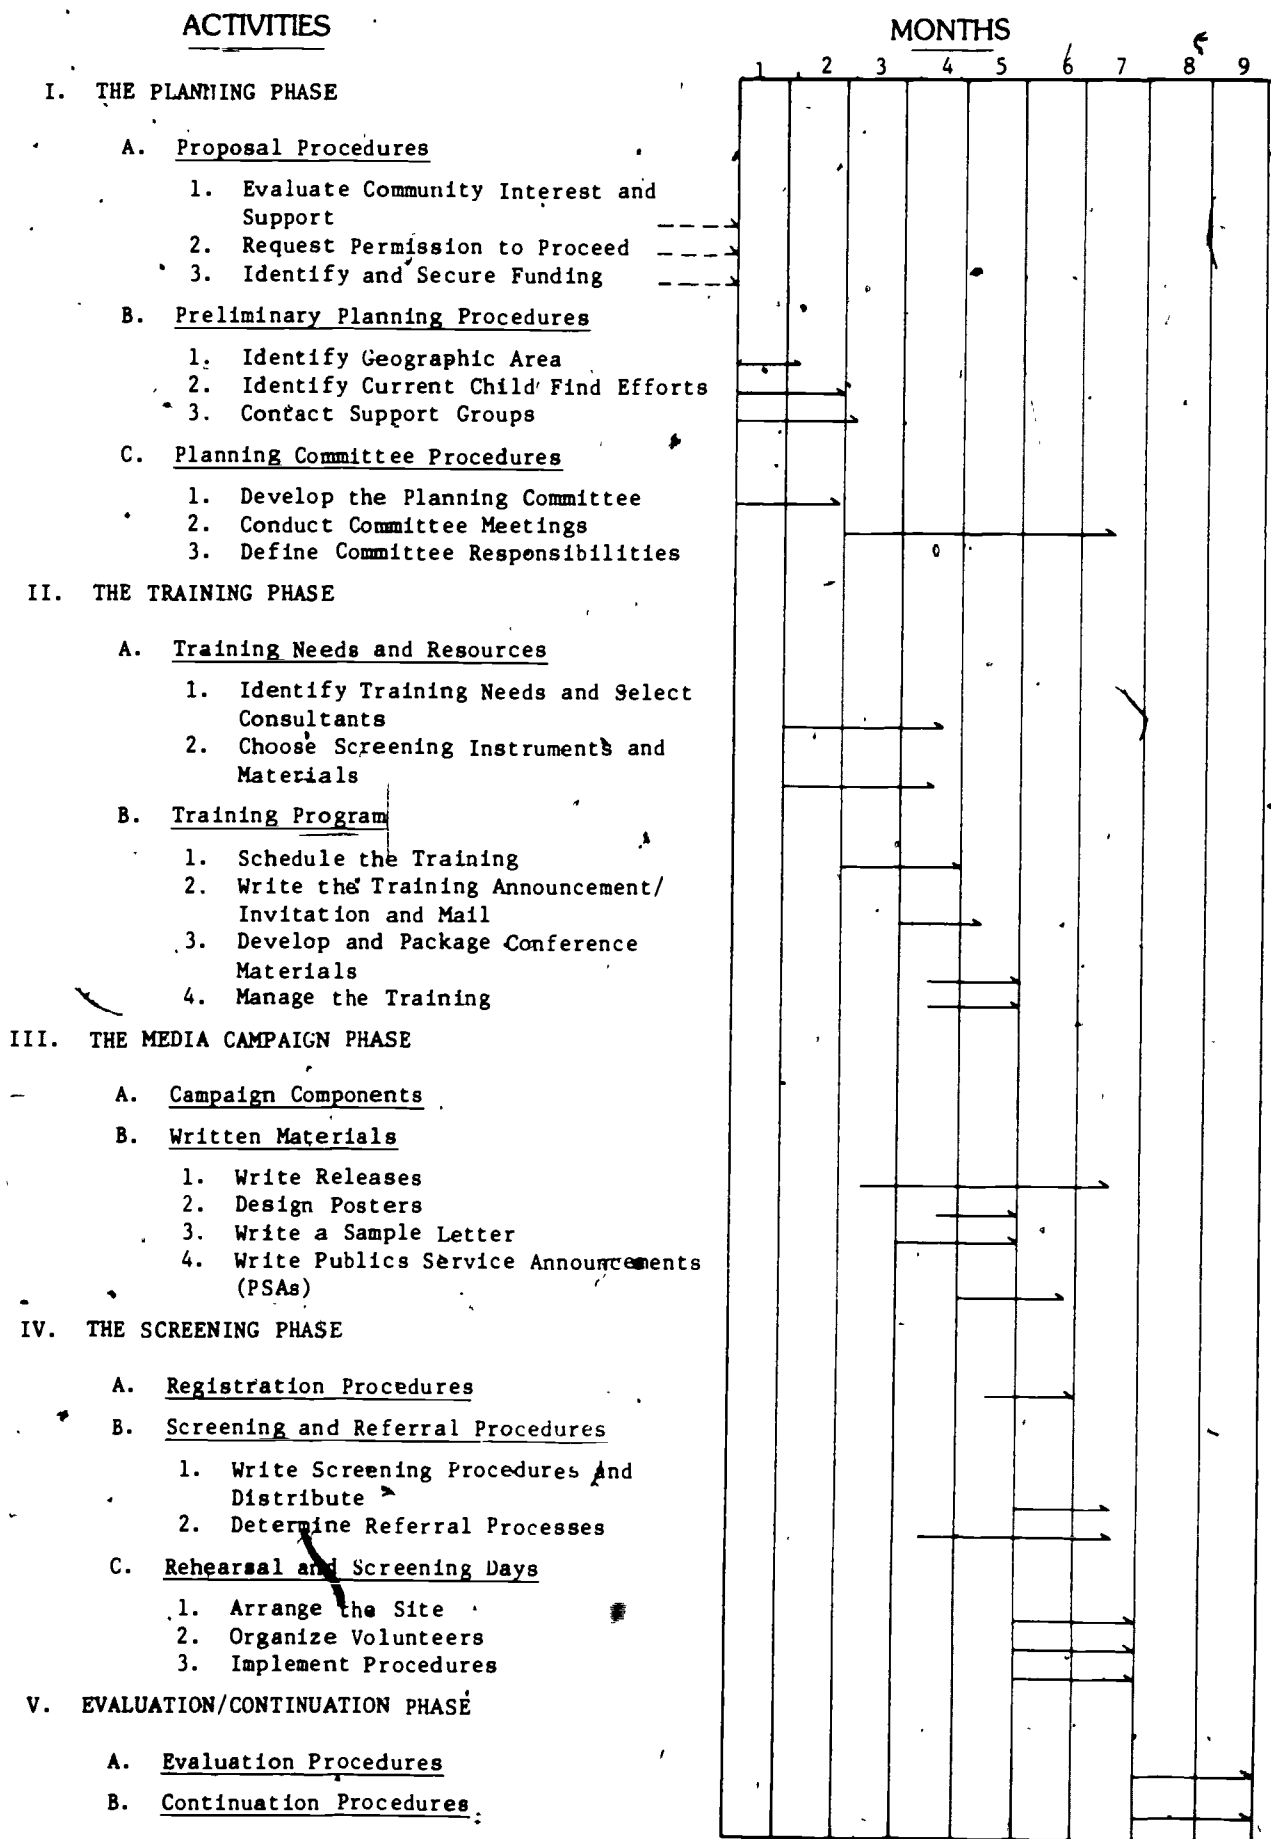 ACTIVITIES
MONTHS
1 2 3 4 5 6 7 8 9
I. THE PLANNING PHASE
A. Proposal Procedures
1. Evaluate Community Interest and
Support
2. Request Permission to Proceed
3. Identify and Secure Funding
B. Preliminary Planning Procedures
1. Identify Geographic Area
2. Identify Current Child Find Efforts
3. Contact Support Groups
C. Planning Committee Procedures
1. Develop the Planning Committee
2. Conduct Committee Meetings
3. Define Committee Responsibilities
II. THE TRAINING PHASE
A. Training Needs and Resources
1. Identify Training Needs and Select
Consultants
2. Choose Screening Instruments and
Materials
B. Training Program
1. Schedule the Training
2. Write the Training Announcement/
Invitation and Mail
3. Develop and Package Conference
Materials
4. Manage the Training
III. THE MEDIA CAMPAIGN PHASE
A. Campaign Components
B. Written Materials
1. Write Releases
2. Design Posters
3. Write a Sample Letter
4. Write Publics Service Announcements
(PSAs)
IV. THE SCREENING PHASE
A. Registration Procedures
B. Screening and Referral Procedures
1. Write Screening Procedures and
Distribute
2. Determine Referral Processes
C. Rehearsal and Screening Days
1. Arrange the Site
2. Organize Volunteers
3. Implement Procedures
V. EVALUATION/CONTINUATION PHASE
A. Evaluation Procedures
B. Continuation Procedures